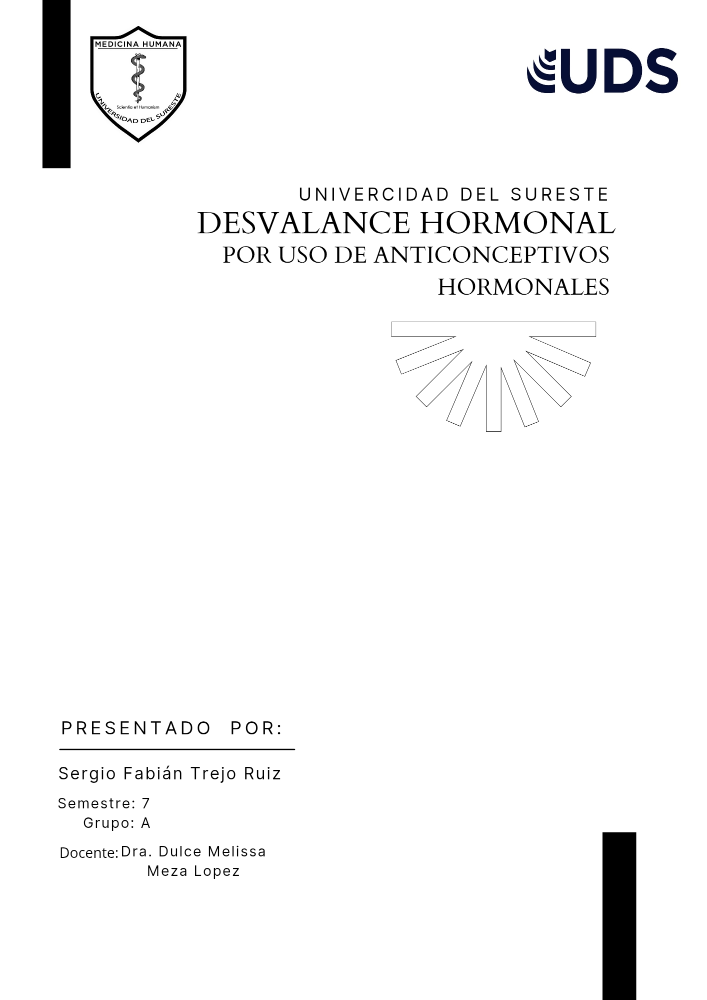 MEDICINA HUMANA
Scientia et Humanism
UNIVERSIDAD DEL SURESTE
UDS
UNIVERCIDAD DEL SURESTE
DESVALANCE HORMONAL
POR USO DE ANTICONCEPTIVOS
HORMONALES
PRESENTADO POR:
Sergio Fabián Trejo Ruiz
Semestre: 7
Grupo: A
Docente: Dra. Dulce Melissa
Meza Lopez